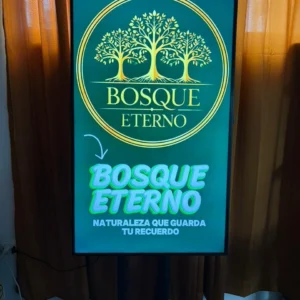 BOSQUE
ETERNO
BOSQUE
ETERNO
NATURALEZA QUE GUARDA
TU RECUERDO